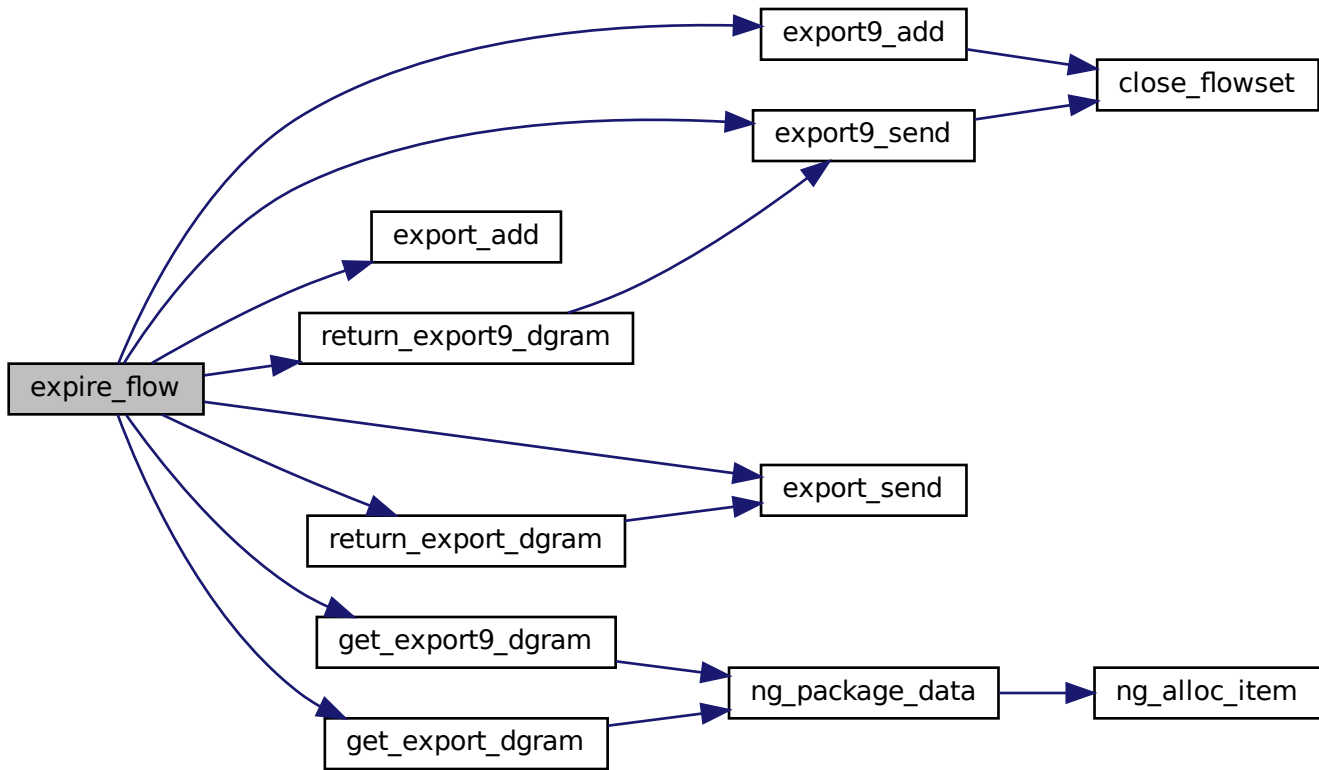 export9_add
close_flowset
export9_send
export_add
return_export9_dgram
expire_flow
export_send
return_export_dgram
get_export9_dgram
ng_package_data
ng_alloc_item
get_export_dgram